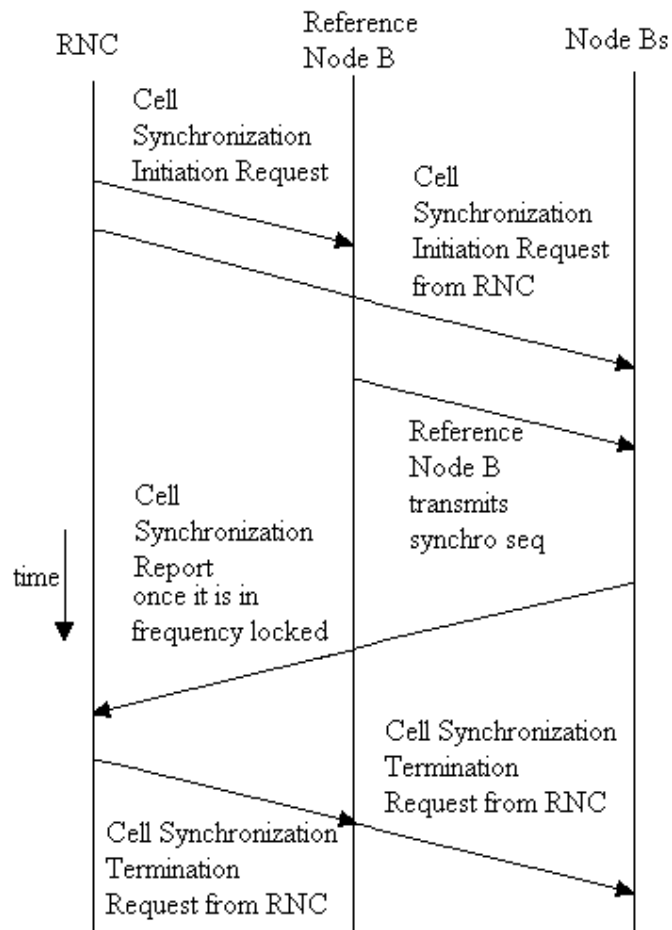 RNC
Reference
Node B
Node Bs
Cell
Synchronization
Initiation Request
Cell
Synchronization
Initiation Request
from RNC
Reference
Node B
transmits
synchro seq
Cell
Synchronization
Report
once it is in
frequency locked
time
Cell Synchronization
Termination
Request from RNC
Cell Synchronization
Termination
Request from RNC